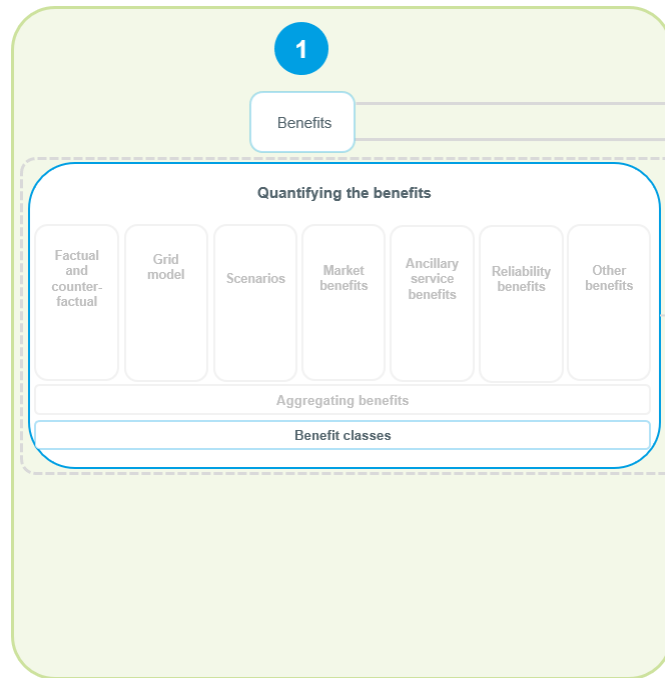 1
Benefits
Quantifying the benefits
Factual
and
counter-
factual
Grid
model
Scenarios
Market
benefits
Ancillary
service
benefits
Reliability
benefits
Other
benefits
Aggregating benefits
Benefit classes